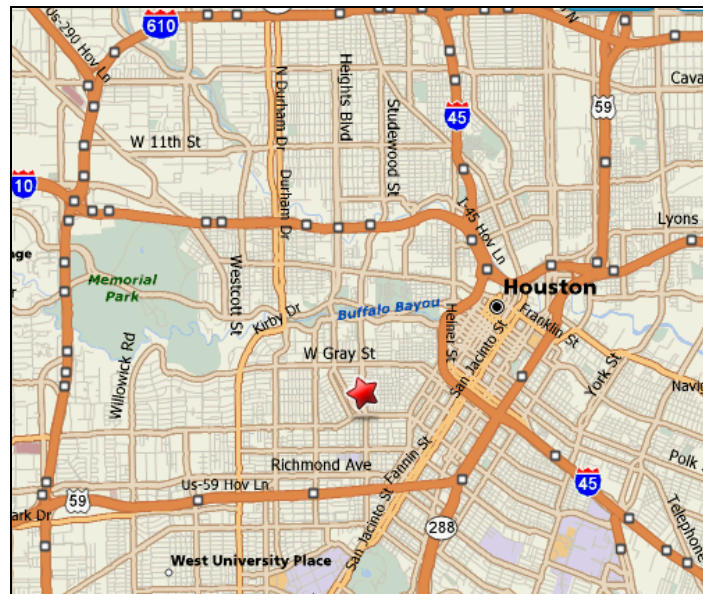 Us-290 Hov Ln
610
N Durham Dr
Heights Blvd
Studewood St
45
59
Cava
W 11th St
10
Durham Dr
I-45 Hov Ln
Lyons
Memorial
Park
Westcott St
Houston
Buffalo Bayou
Kirby Dr
Heiner St
Franklin St
Willowick Rd
W Gray St
San Jacinto St
York St
Navig
Richmond Ave
Fannin St
Polk S
Us-59 Hov Ln
59
45
ark Dr
288
Telephone
San Jacinto St
West University Place